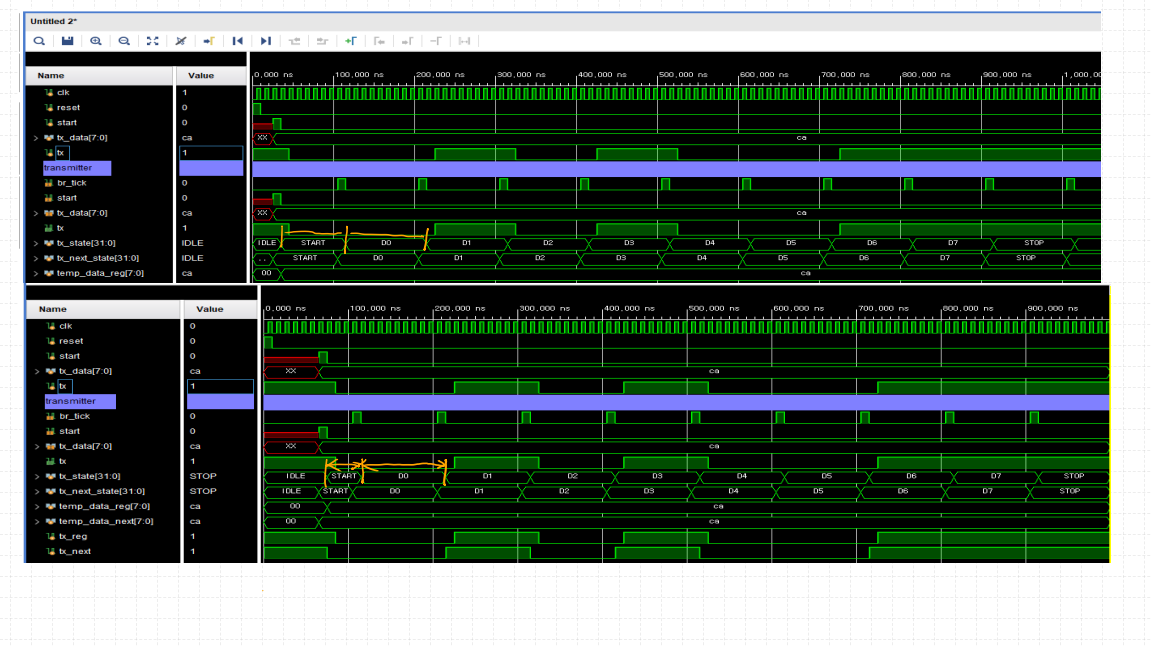 Untitled 2*
Name Value 0,000 ns 100,000 ns 200,000 ns 300,000 ns 400,000 ns 500,000 ns 600,000 ns 700,000 ns 800,000 ns 900,000 ns 1,000,0
clk 1
reset 0
start 0
> tx_data[7:0] ca XX ca
tx 1
transmitter
br_tick 0
start 0
> tx_data[7:0] ca XX ca
tx 1
> tx_state[31:0] IDLE IDLE START D0 D1 D2 D3 D4 D5 D6 D7 STOP
> tx_next_state[31:0] IDLE .. START D0 D1 D2 D3 D4 D5 D6 D7 STOP
> temp_data_reg[7:0] ca 00 ca
Name Value 0,000 ns 100,000 ns 200,000 ns 300,000 ns 400,000 ns 500,000 ns 600,000 ns 700,000 ns 800,000 ns 900,000 ns
clk 0
reset 0
start 0
> tx_data[7:0] ca XX ca
tx 1
transmitter
br_tick 0
start 0
> tx_data[7:0] ca XX ca
tx 1
> tx_state[31:0] STOP IDLE START D0 D1 D2 D3 D4 D5 D6 D7 STOP
> tx_next_state[31:0] STOP IDLE START D0 D1 D2 D3 D4 D5 D6 D7 STOP
> temp_data_reg[7:0] ca 00 ca
> temp_data_next[7:0] ca 00 ca
tx_reg 1
tx_next 1